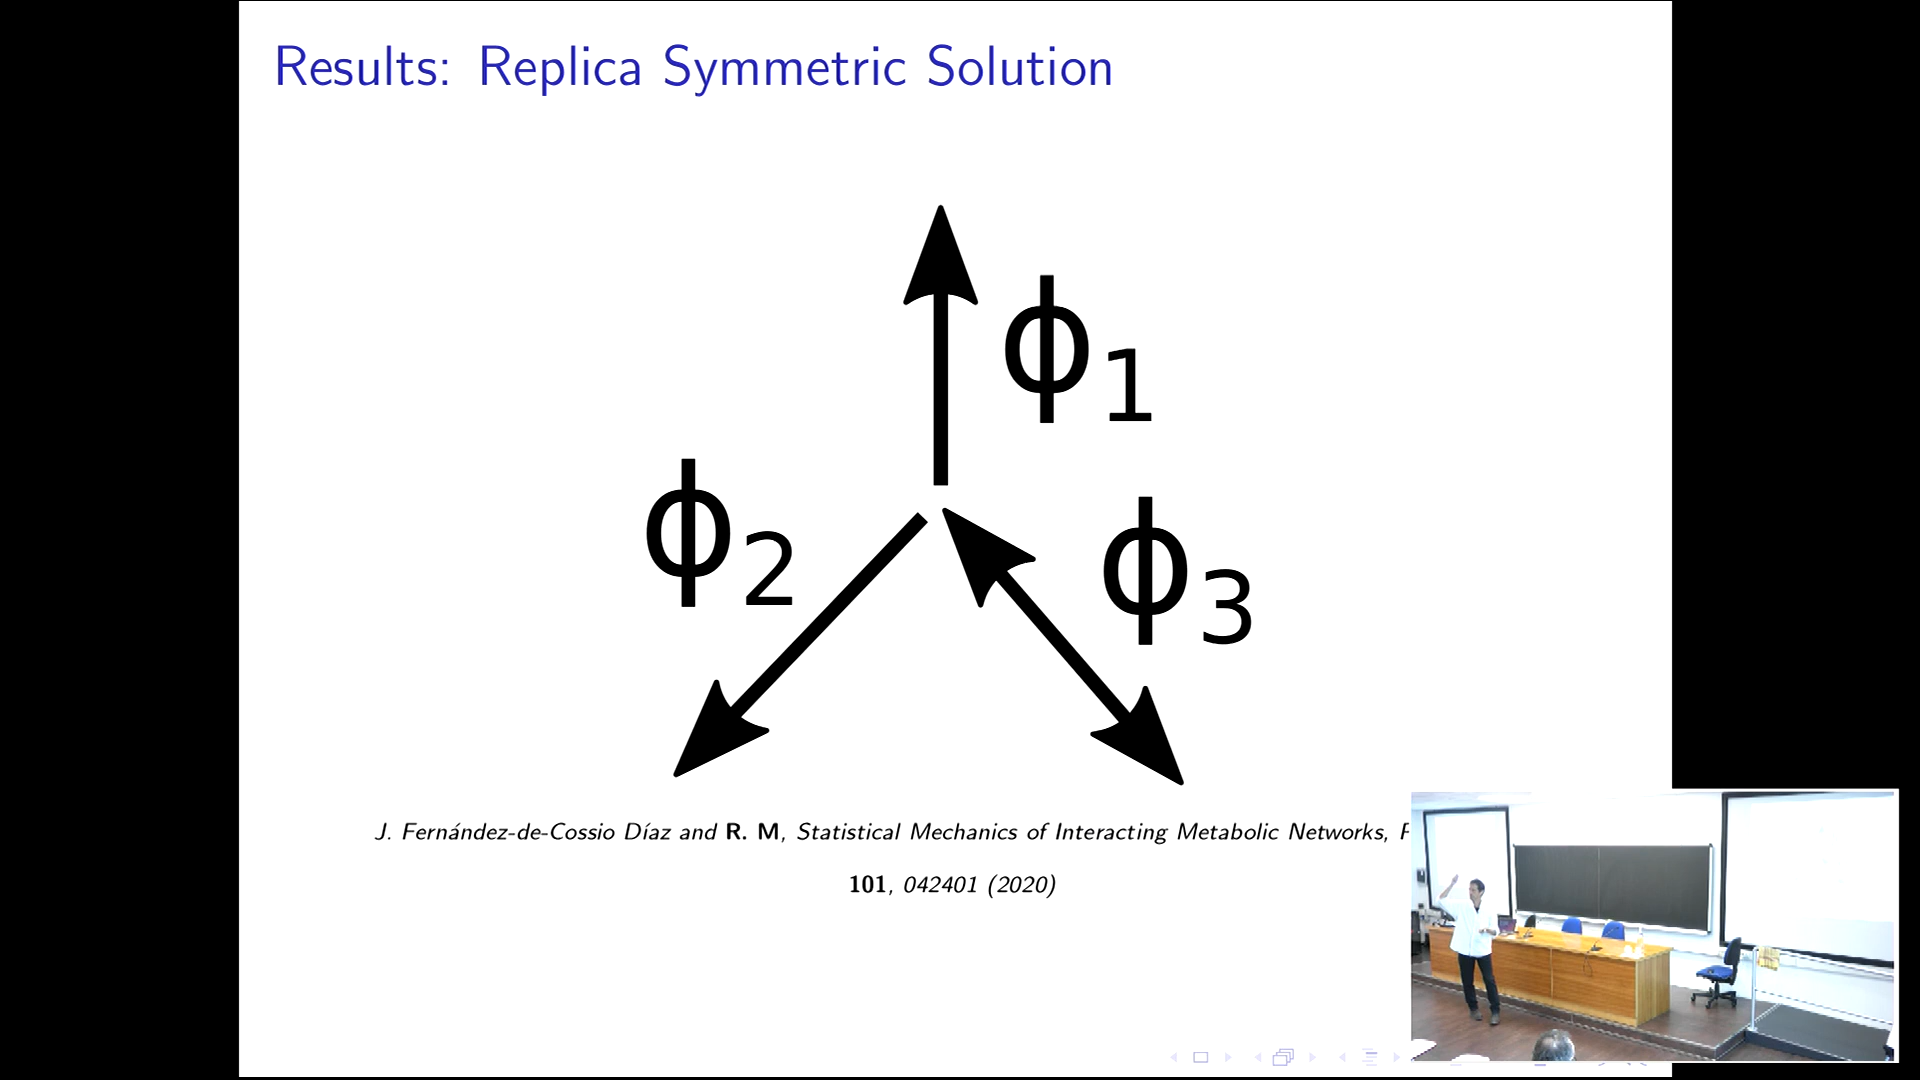 Results: Replica Symmetric Solution
ϕ1
ϕ2
ϕ3
J. Fernández-de-Cossio Díaz and R. M, Statistical Mechanics of Interacting Metabolic Networks,
101, 042401 (2020)